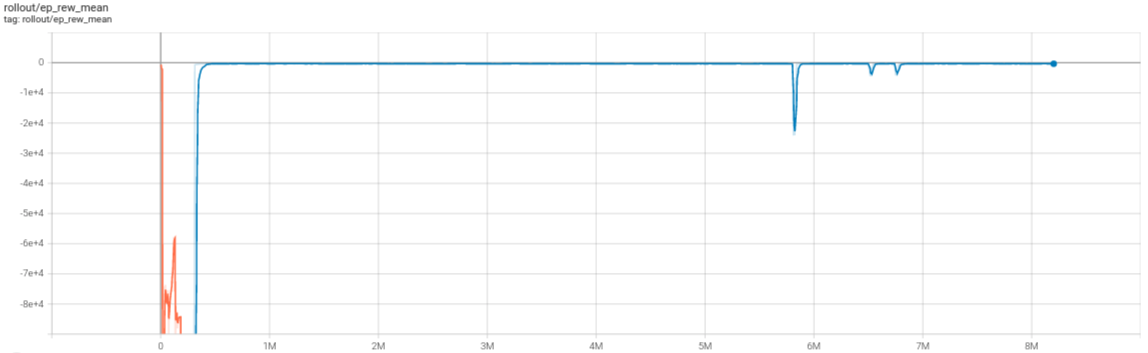 rollout/ep_rew_mean
tag: rollout/ep_rew_mean
0
-1e+4
-2e+4
-3e+4
-4e+4
-5e+4
-6e+4
-7e+4
-8e+4
0 1M 2M 3M 4M 5M 6M 7M 8M